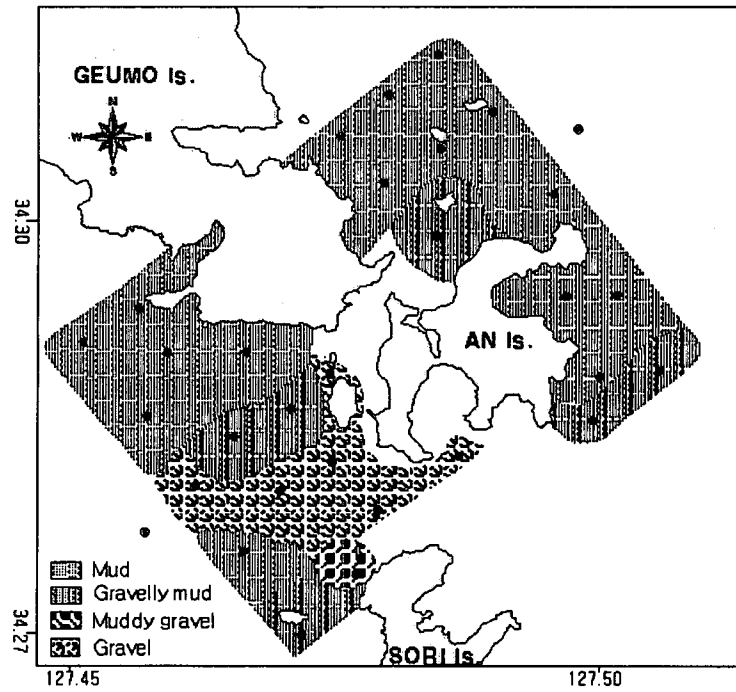 GEUMO Is.
N
W E
S
34.30
AN Is.
Mud
Gravelly mud
Muddy gravel
Gravel
34.27
SORI Is.
127.45 127.50